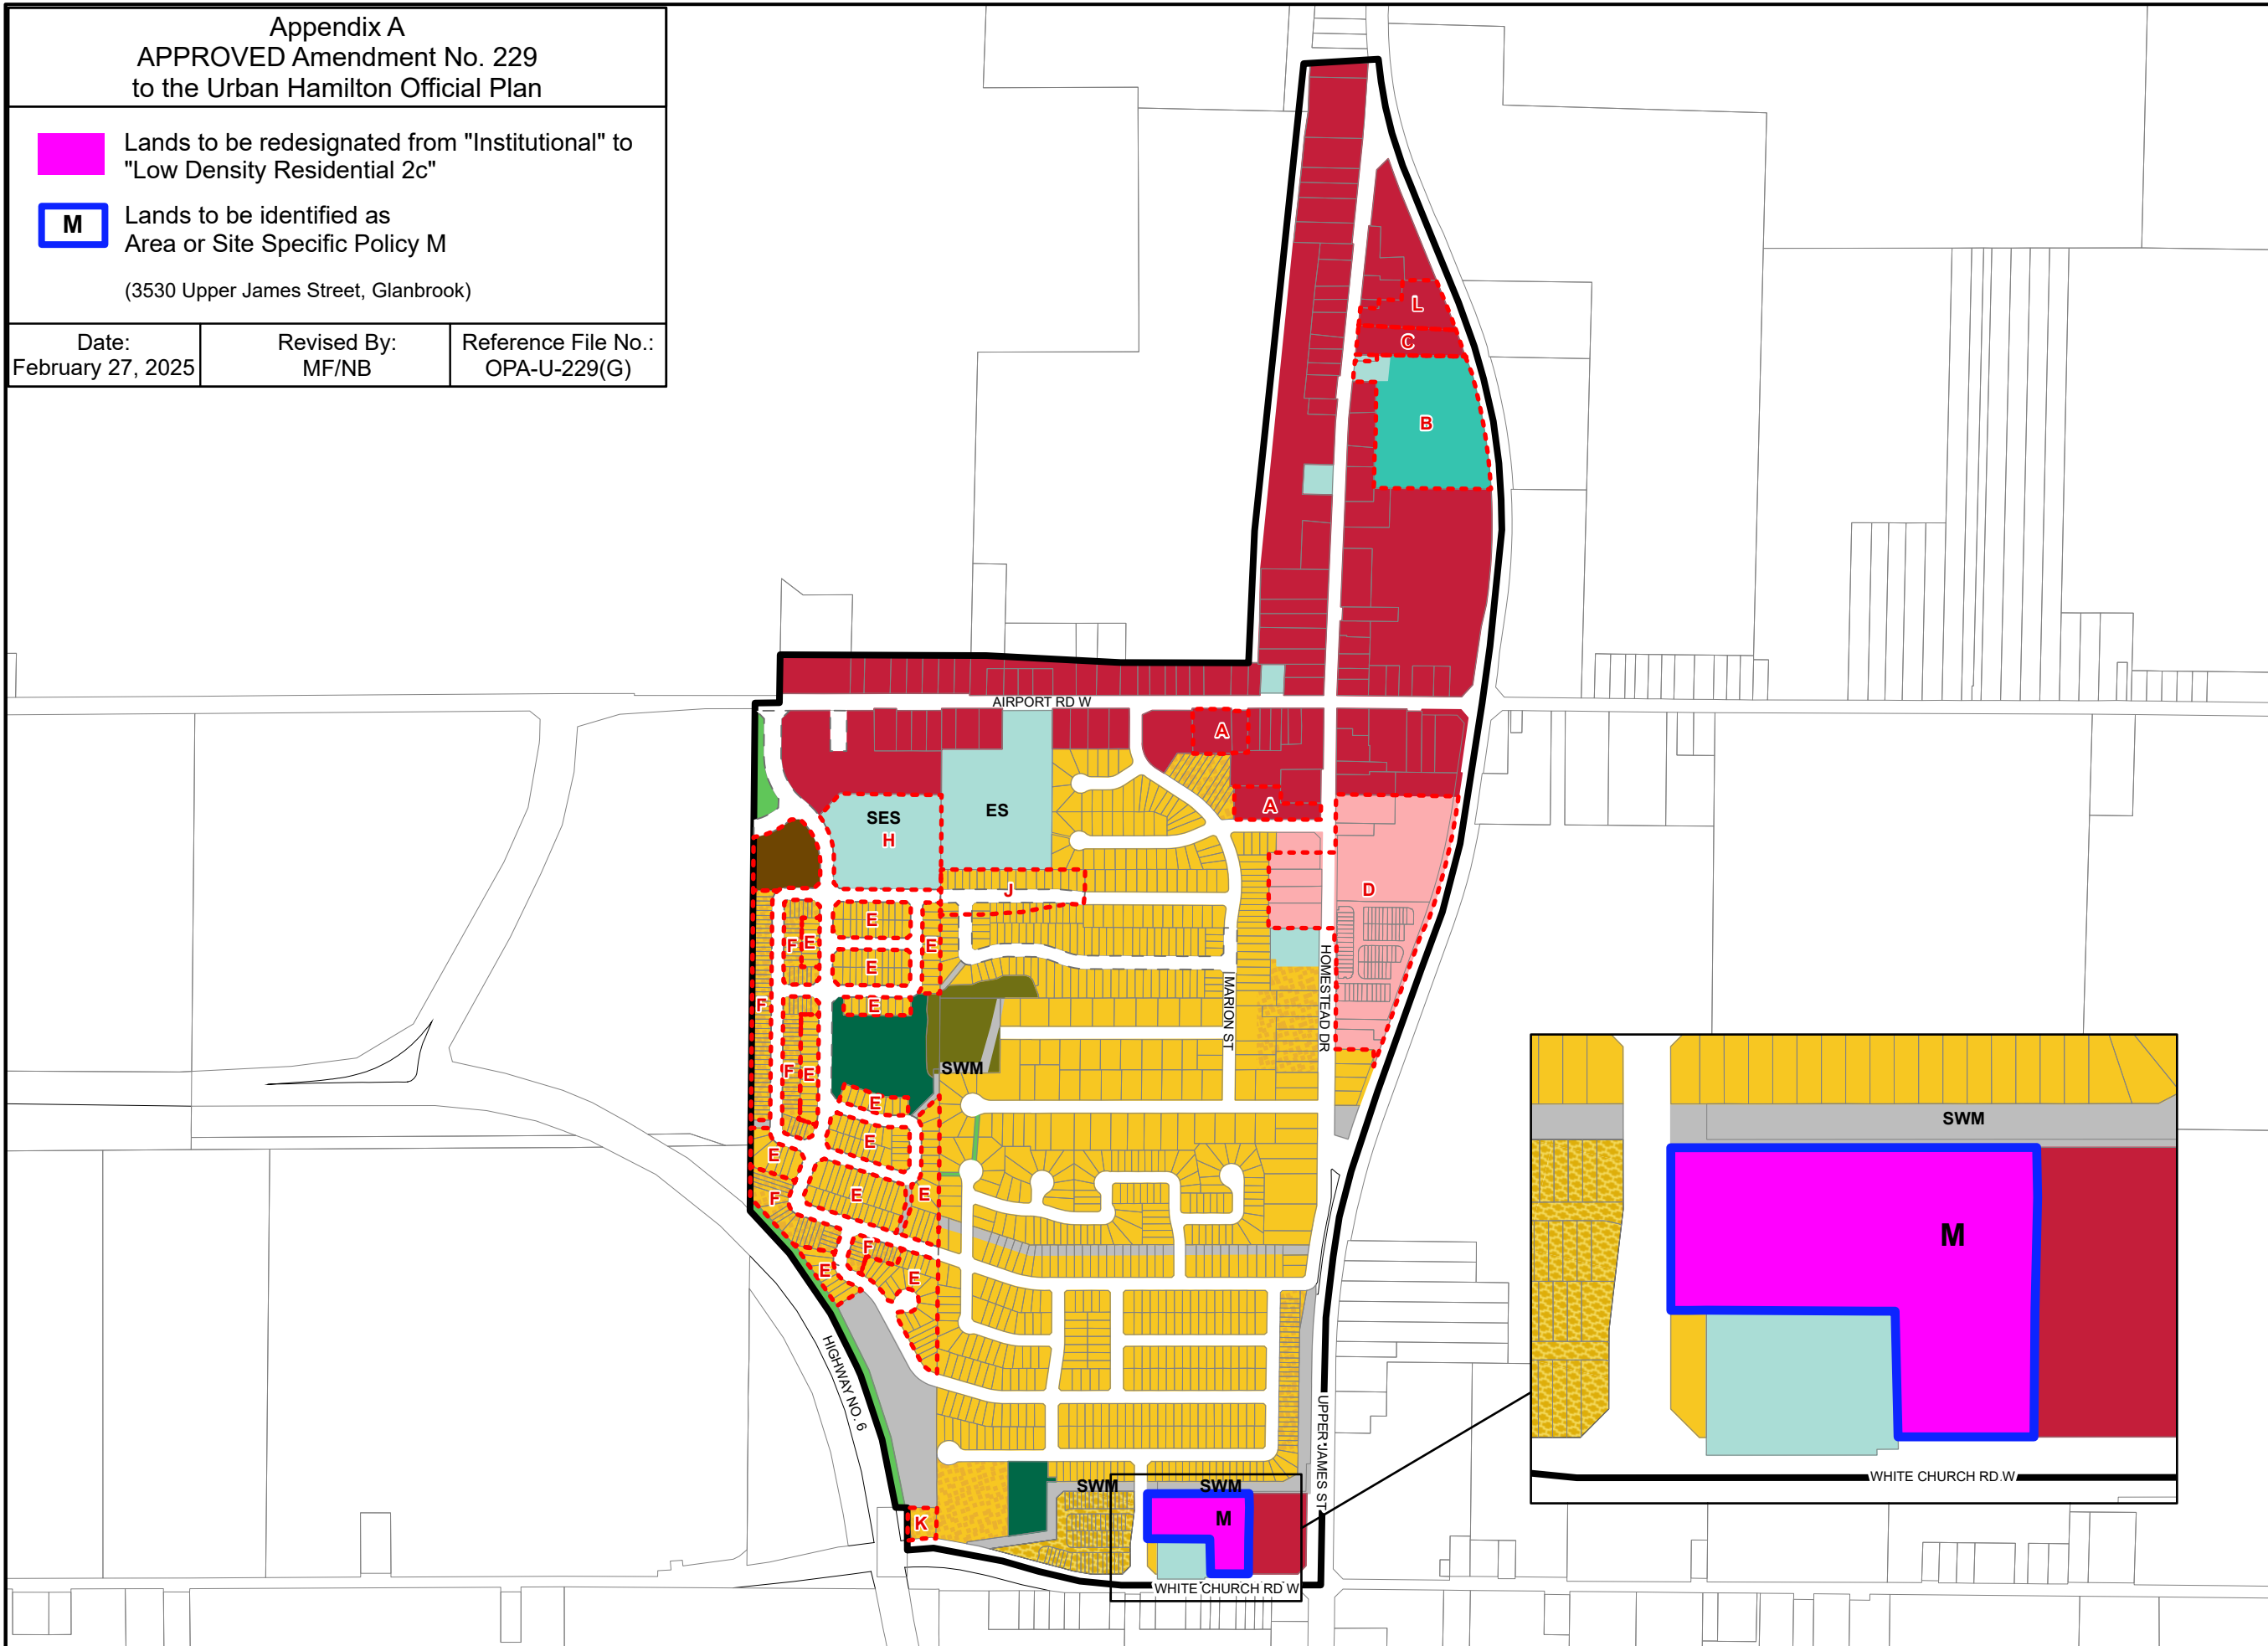 Appendix A
APPROVED Amendment No. 229
to the Urban Hamilton Official Plan
Lands to be redesignated from "Institutional" to
"Low Density Residential 2c"
M
Lands to be identified as
Area or Site Specific Policy M
(3530 Upper James Street, Glanbrook)
Date:
February 27, 2025
Revised By:
MF/NB
Reference File No.:
OPA-U-229(G)
L
C
B
AIRPORT RD W
A
A
SES
H
ES
J
D
E
F
E
E
E
HOMESTEAD DR
MARION ST
F
E
F
E
SWM
E
E
E
F
E
E
F
E
E
HIGHWAY NO. 6
UPPER JAMES ST
SWM
SWM
M
K
WHITE CHURCH RD W
SWM
M
WHITE CHURCH RD W